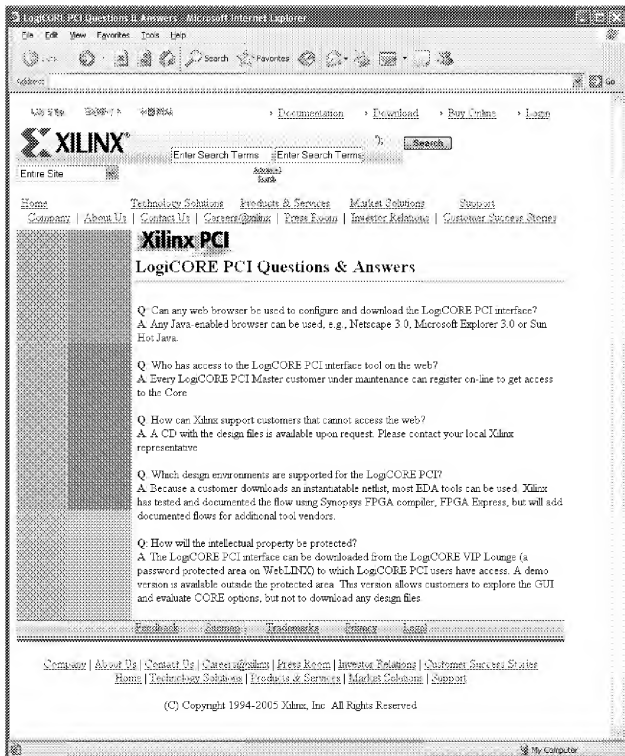 LogiCORE PCI Questions & Answers - Microsoft Internet Explorer
File Edit View Favorites Tools Help
Search Favorites
Address Go
Documentation Download Buy Online Login
XILINX®
Enter Search Terms Enter Search Terms Search
Entire Site Advanced Search
Home Technology Solutions Products & Services Market Solutions Support
Company | About Us | Contact Us | Careers@xilinx | Press Room | Investor Relations | Customer Success Stories
Xilinx PCI
LogiCORE PCI Questions & Answers
Q: Can any web browser be used to configure and download the LogiCORE PCI interface?
A: Any Java-enabled browser can be used, e.g., Netscape 3.0, Microsoft Explorer 3.0 or Sun
Hot Java.
Q: Who has access to the LogiCORE PCI interface tool on the web?
A: Every LogiCORE PCI Master customer under maintenance can register on-line to get access
to the Core
Q: How can Xilinx support customers that cannot access the web?
A: A CD with the design files is available upon request. Please contact your local Xilinx
representative
Q: Which design environments are supported for the LogiCORE PCI?
A: Because a customer downloads an instantiatable netlist, most EDA tools can be used. Xilinx
has tested and documented the flow using Synopsys FPGA compiler, FPGA Express, but will add
documented flows for additional tool vendors.
Q: How will the intellectual property be protected?
A: The LogiCORE PCI interface can be downloaded from the LogiCORE VIP Lounge (a
password protected area on WebLINX) to which LogiCORE PCI users have access. A demo
version is available outside the protected area. This version allows customers to explore the GUI
and evaluate CORE options, but not to download any design files
Feedback Sitemap Trademarks Privacy Legal
Company | About Us | Contact Us | Careers@xilinx | Press Room | Investor Relations | Customer Success Stories
Home | Technology Solutions | Products & Services | Market Solutions | Support
(C) Copyright 1994-2005 Xilinx, Inc. All Rights Reserved
My Computer